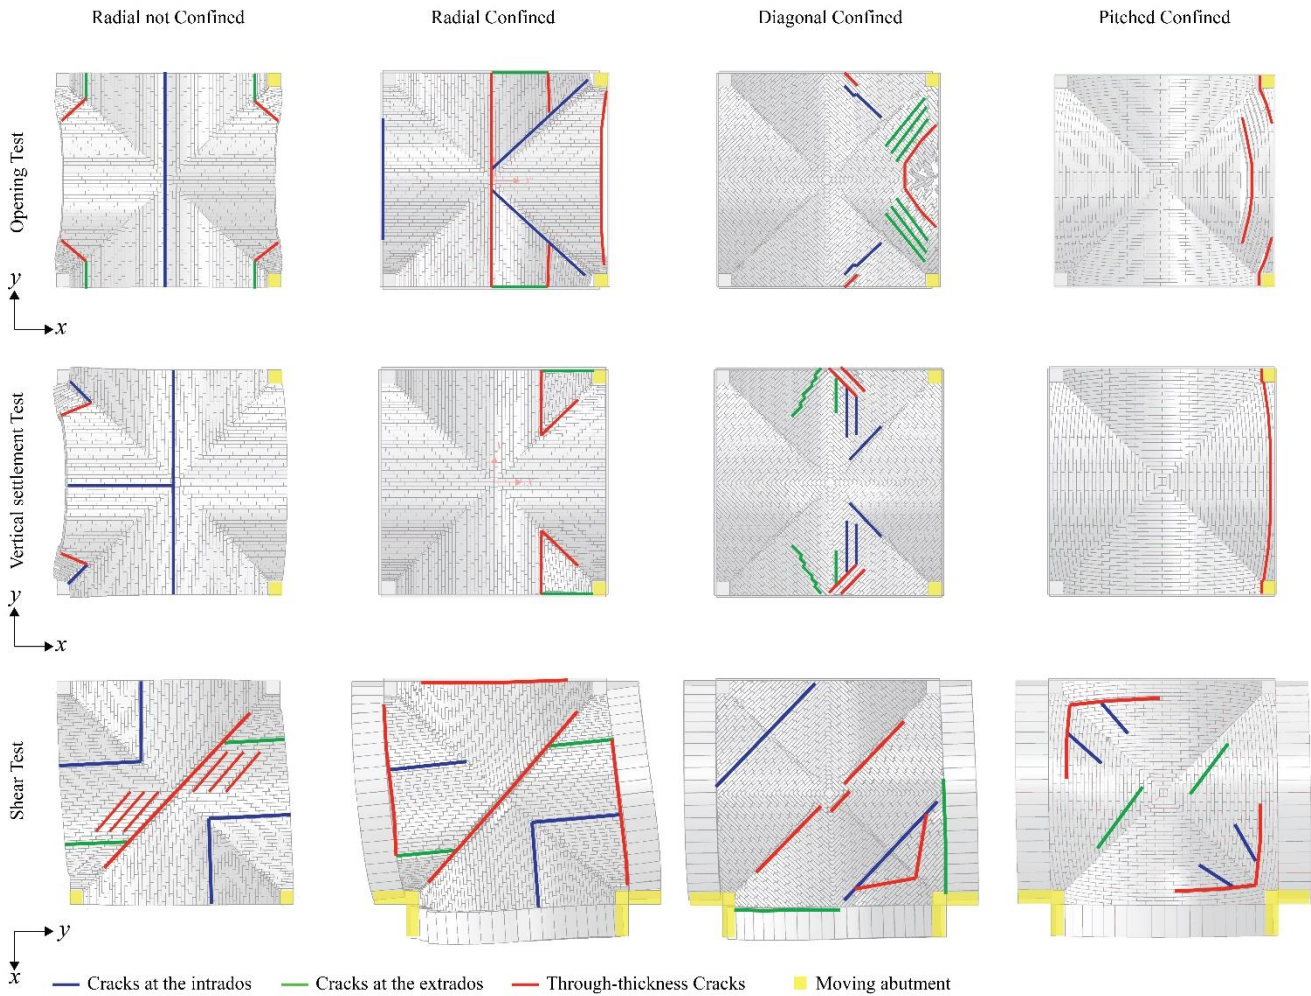 Radial not Confined
Radial Confined
Diagonal Confined
Pitched Confined
Opening Test
y
x
Vertical settlement Test
y
x
Shear Test
y
x
Cracks at the intrados
Cracks at the extrados
Through-thickness Cracks
Moving abutment